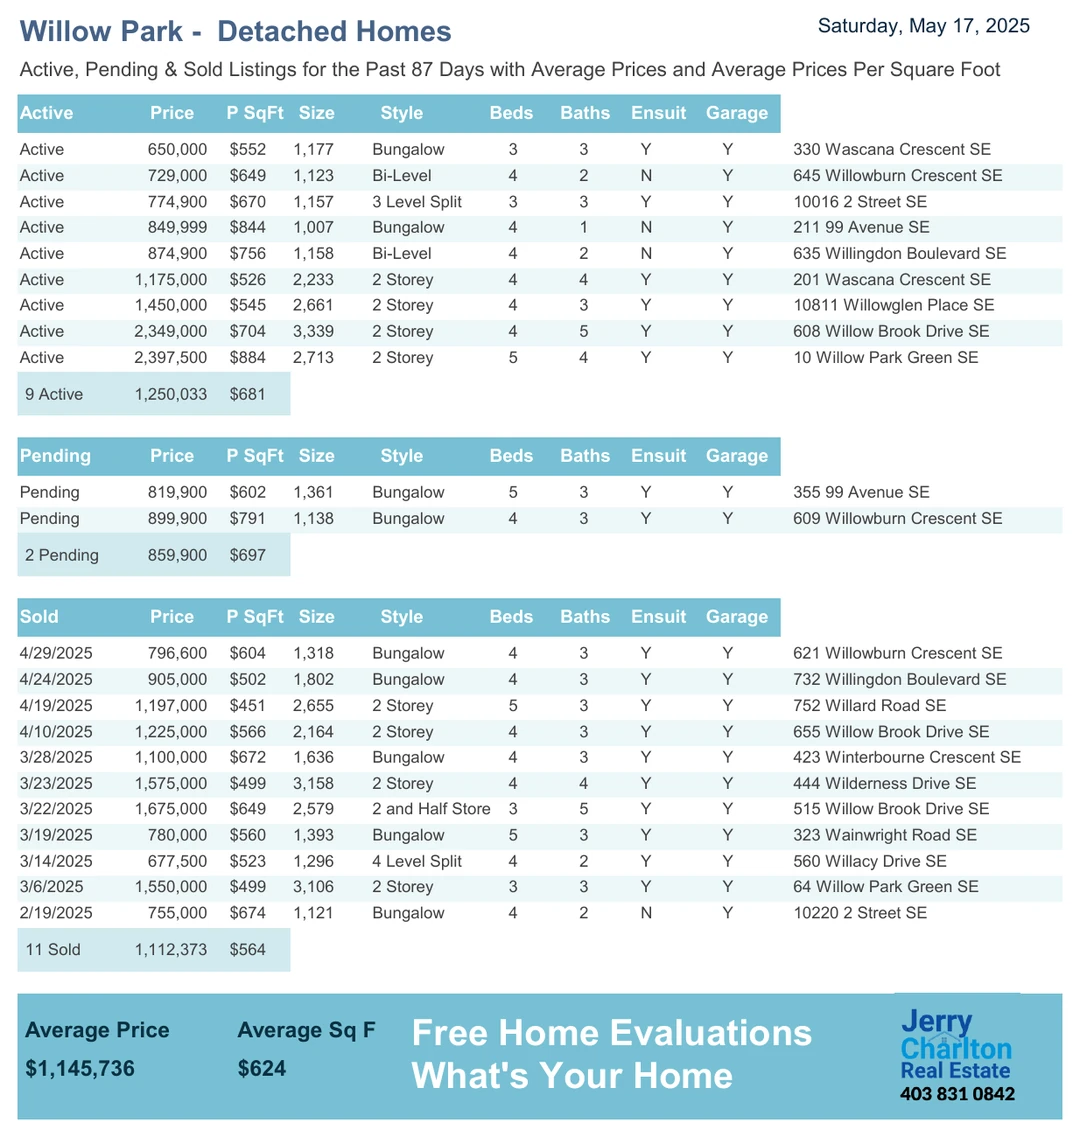 Willow Park -  Detached Homes
Saturday, May 17, 2025
Active, Pending & Sold Listings for the Past 87 Days with Average Prices and Average Prices Per Square Foot
Active Price P SqFt Size Style Beds Baths Ensuit Garage
Active 650,000 $552 1,177 Bungalow 3 3 Y Y 330 Wascana Crescent SE
Active 729,000 $649 1,123 Bi-Level 4 2 N Y 645 Willowburn Crescent SE
Active 774,900 $670 1,157 3 Level Split 3 3 Y Y 10016 2 Street SE
Active 849,999 $844 1,007 Bungalow 4 1 N Y 211 99 Avenue SE
Active 874,900 $756 1,158 Bi-Level 4 2 N Y 635 Willingdon Boulevard SE
Active 1,175,000 $526 2,233 2 Storey 4 4 Y Y 201 Wascana Crescent SE
Active 1,450,000 $545 2,661 2 Storey 4 3 Y Y 10811 Willowglen Place SE
Active 2,349,000 $704 3,339 2 Storey 4 5 Y Y 608 Willow Brook Drive SE
Active 2,397,500 $884 2,713 2 Storey 5 4 Y Y 10 Willow Park Green SE
9 Active 1,250,033 $681
Pending Price P SqFt Size Style Beds Baths Ensuit Garage
Pending 819,900 $602 1,361 Bungalow 5 3 Y Y 355 99 Avenue SE
Pending 899,900 $791 1,138 Bungalow 4 3 Y Y 609 Willowburn Crescent SE
2 Pending 859,900 $697
Sold Price P SqFt Size Style Beds Baths Ensuit Garage
4/29/2025 796,600 $604 1,318 Bungalow 4 3 Y Y 621 Willowburn Crescent SE
4/24/2025 905,000 $502 1,802 Bungalow 4 3 Y Y 732 Willingdon Boulevard SE
4/19/2025 1,197,000 $451 2,655 2 Storey 5 3 Y Y 752 Willard Road SE
4/10/2025 1,225,000 $566 2,164 2 Storey 4 3 Y Y 655 Willow Brook Drive SE
3/28/2025 1,100,000 $672 1,636 Bungalow 4 3 Y Y 423 Winterbourne Crescent SE
3/23/2025 1,575,000 $499 3,158 2 Storey 4 4 Y Y 444 Wilderness Drive SE
3/22/2025 1,675,000 $649 2,579 2 and Half Store 3 5 Y Y 515 Willow Brook Drive SE
3/19/2025 780,000 $560 1,393 Bungalow 5 3 Y Y 323 Wainwright Road SE
3/14/2025 677,500 $523 1,296 4 Level Split 4 2 Y Y 560 Willacy Drive SE
3/6/2025 1,550,000 $499 3,106 2 Storey 3 3 Y Y 64 Willow Park Green SE
2/19/2025 755,000 $674 1,121 Bungalow 4 2 N Y 10220 2 Street SE
11 Sold 1,112,373 $564
Average Price Average Sq F
$1,145,736 $624
Free Home Evaluations
What's Your Home
Jerry
Charlton
Real Estate
403 831 0842